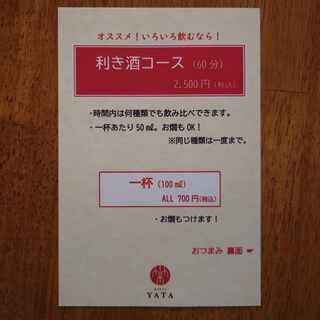 オススメ!いろいろ飲むなら!
利き酒コース (60分)
2,500円(税込)
・時間内は何種類でも飲み比べできます。
・一杯あたり50㎖。お燗もOK!
※同じ種類は一度まで。
一杯 (100㎖)
ALL 700円(税込)
・お燗もつけます!
おつまみ 裏面 ☛
YATA